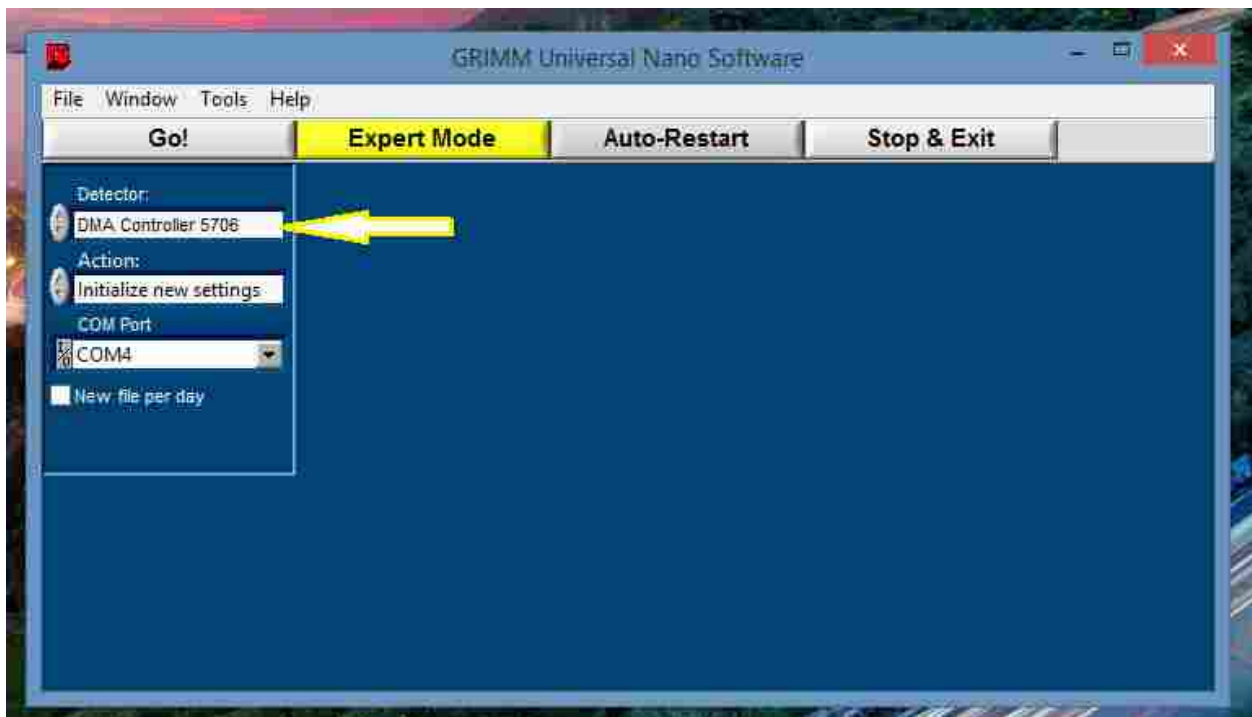 GRIMM Universal Nano Software
File Window Tools Help
Go! Expert Mode Auto-Restart Stop & Exit
Detector:
DMA Controller 5706
Action:
Initialize new settings
COM Port
COM4
New file per day